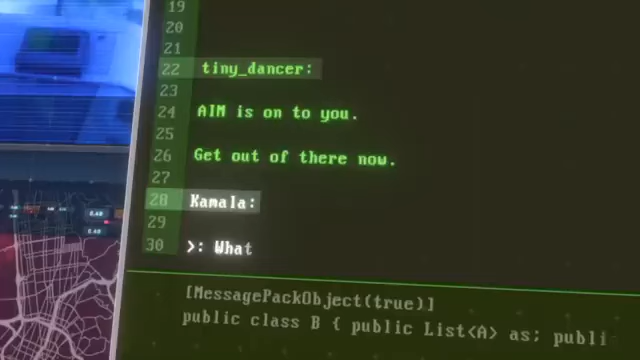 19
20
21
22 tiny_dancer:
23
24 AIM is on to you.
25
26 Get out of there now.
27
28 Kamala:
29
30 >: What
[MessagePackObject(true)]
public class B { public List<A> as; publi